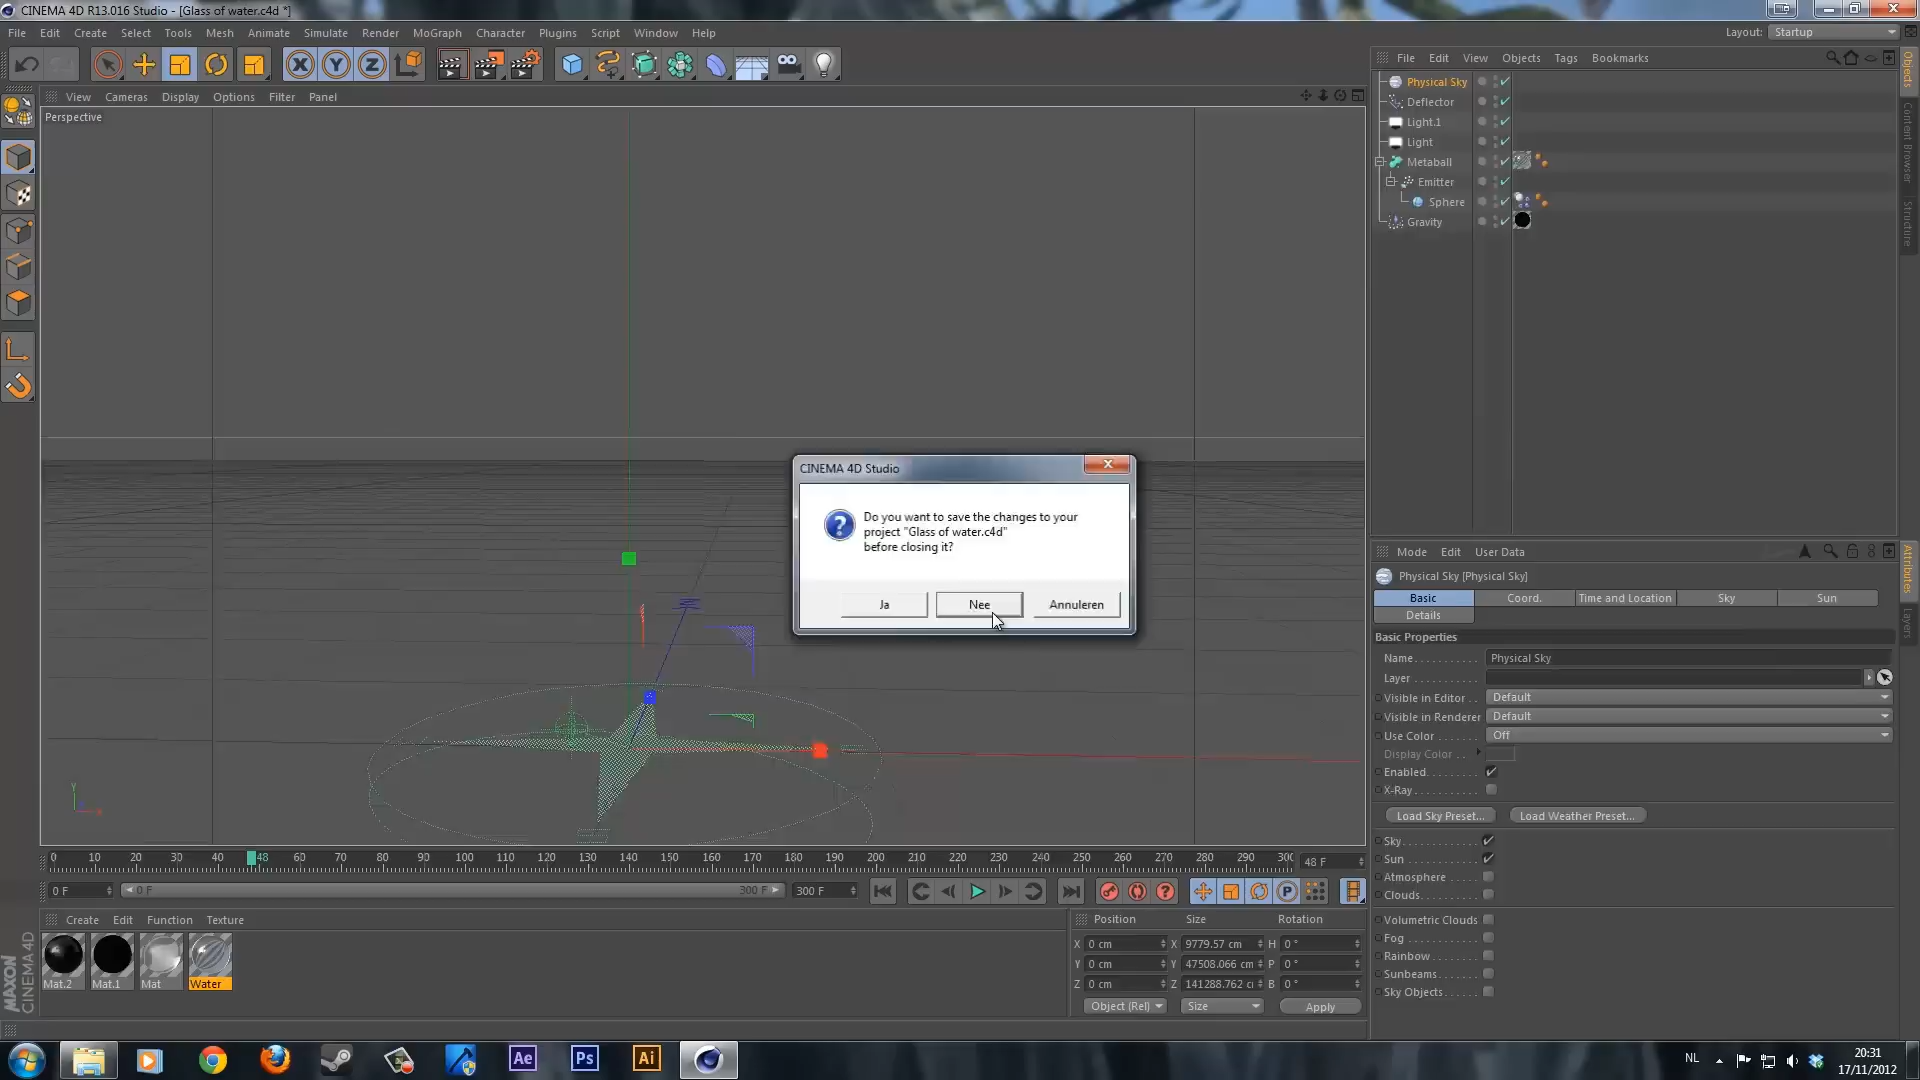 CINEMA 4D R13.016 Studio - [Glass of water.c4d *]
File Edit Create Select Tools Mesh Animate Simulate Render MoGraph Character Plugins Script Window Help
Layout: Startup
X Y Z
View Cameras Display Options Filter Panel
Perspective
File Edit View Objects Tags Bookmarks
Physical Sky
Deflector
Light.1
Light
Metaball
Emitter
Sphere
Gravity
Objects
Content Browser
Structure
CINEMA 4D Studio
Do you want to save the changes to your
project "Glass of water.c4d"
before closing it?
Ja Nee Annuleren
Y
Mode Edit User Data
Physical Sky [Physical Sky]
Basic Coord. Time and Location Sky Sun
Details
Basic Properties
Name Physical Sky
Layer
Visible in Editor Default
Visible in Renderer Default
Use Color Off
Display Color
Enabled
X-Ray
Load Sky Preset... Load Weather Preset...
Sky
Sun
Atmosphere
Clouds
Volumetric Clouds
Fog
Rainbow
Sunbeams
Sky Objects
Attributes
Layers
0 10 20 30 40 48 60 70 80 90 100 110 120 130 140 150 160 170 180 190 200 210 220 230 240 250 260 270 280 290 300 48 F
0 F 0 F 300 F 300 F
P
Create Edit Function Texture
Mat.2 Mat.1 Mat Water
MAXON
CINEMA 4D
Position Size Rotation
X 0 cm X 9779.57 cm H 0 °
Y 0 cm Y 47508.066 cm P 0 °
Z 0 cm Z 141288.762 B 0 °
Object (Rel) Size Apply
Ae Ps Ai
NL
20:31
17/11/2012